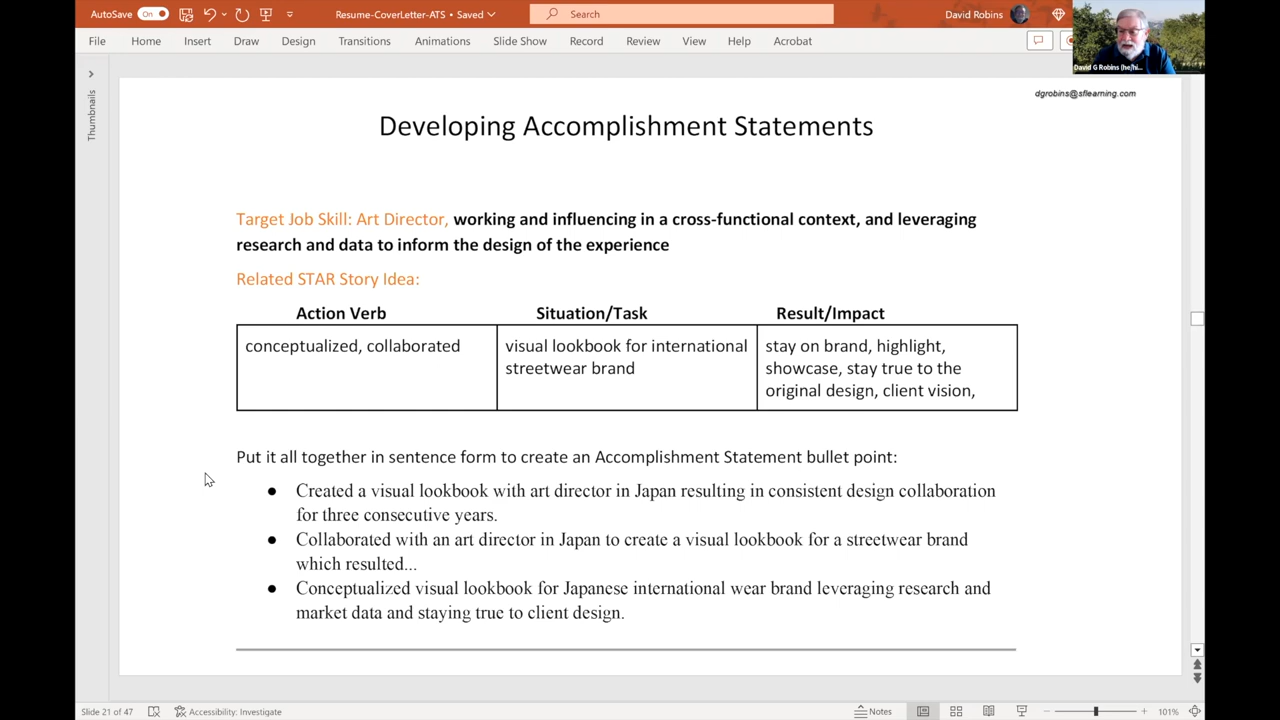 AutoSave On Resume-CoverLetter-ATS • Saved Search David Robins
File Home Insert Draw Design Transitions Animations Slide Show Record Review View Help Acrobat
David G Robins (he/hi...
Thumbnails
dgrobins@sflearning.com
Developing Accomplishment Statements
Target Job Skill: Art Director, working and influencing in a cross-functional context, and leveraging
research and data to inform the design of the experience
Related STAR Story Idea:
Action Verb Situation/Task Result/Impact
conceptualized, collaborated visual lookbook for international stay on brand, highlight,
streetwear brand showcase, stay true to the
original design, client vision,
Put it all together in sentence form to create an Accomplishment Statement bullet point:
● Created a visual lookbook with art director in Japan resulting in consistent design collaboration
for three consecutive years.
● Collaborated with an art director in Japan to create a visual lookbook for a streetwear brand
which resulted...
● Conceptualized visual lookbook for Japanese international wear brand leveraging research and
market data and staying true to client design.
Slide 21 of 47 Accessibility: Investigate Notes 101%